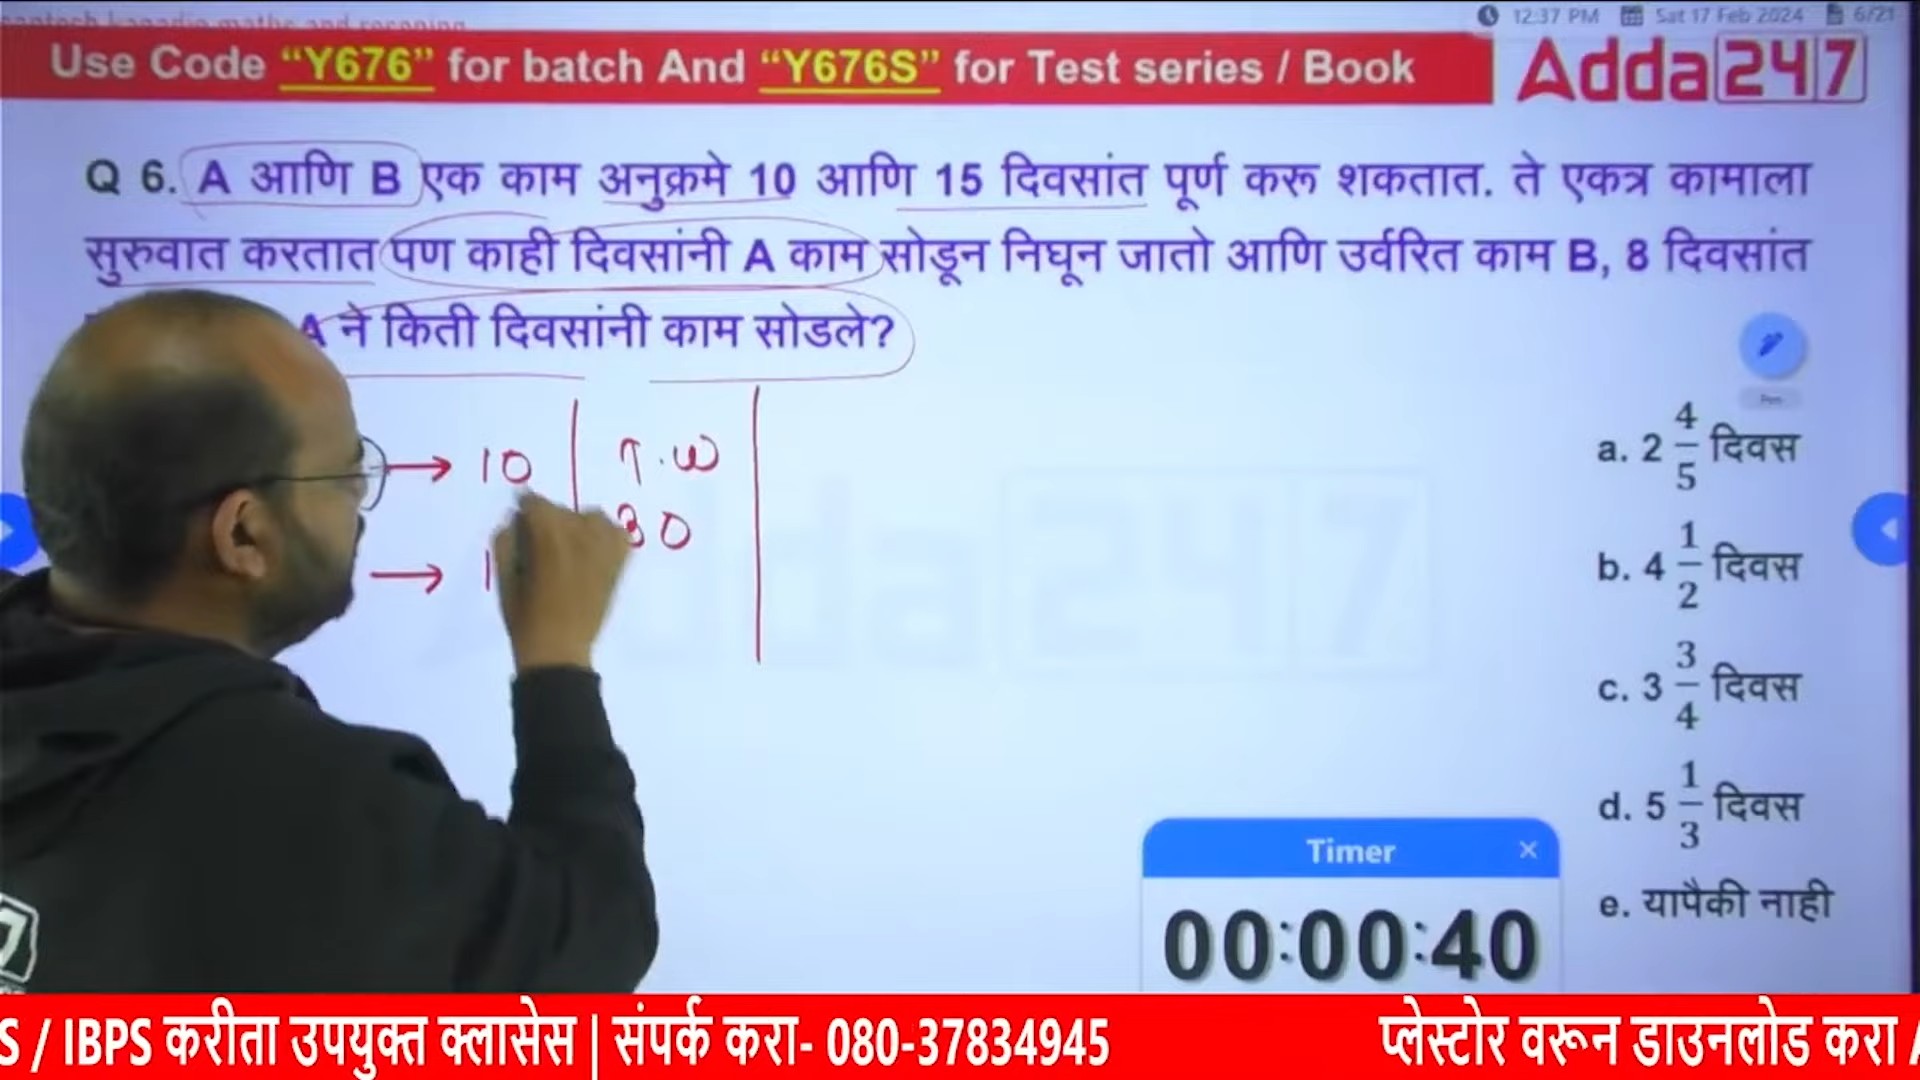 12:37 PM Sat 17 Feb 2024 6/21
Use Code “Y676” for batch And “Y676S” for Test series / Book
Adda247
Q 6. A आणि B एक काम अनुक्रमे 10 आणि 15 दिवसांत पूर्ण करू शकतात. ते एकत्र कामाला
सुरुवात करतात पण काही दिवसांनी A काम सोडून निघून जातो आणि उर्वरित काम B, 8 दिवसांत
A ने किती दिवसांनी काम सोडले?
→ 10 T.W
30
→ 1
a. 2 4/5 दिवस
b. 4 1/2 दिवस
c. 3 3/4 दिवस
d. 5 1/3 दिवस
e. यापैकी नाही
Pen
Timer ×
00:00:40
S / IBPS करीता उपयुक्त क्लासेस | संपर्क करा- 080-37834945 प्लेस्टोर वरून डाउनलोड करा